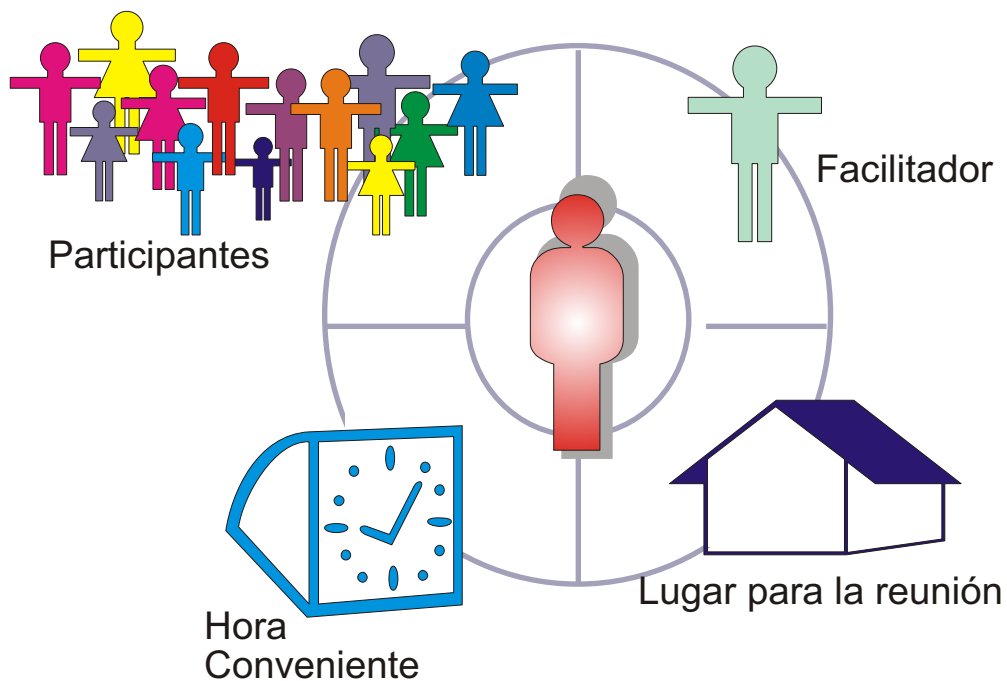 Participantes
Facilitador
Hora
Conveniente
Lugar para la reunión